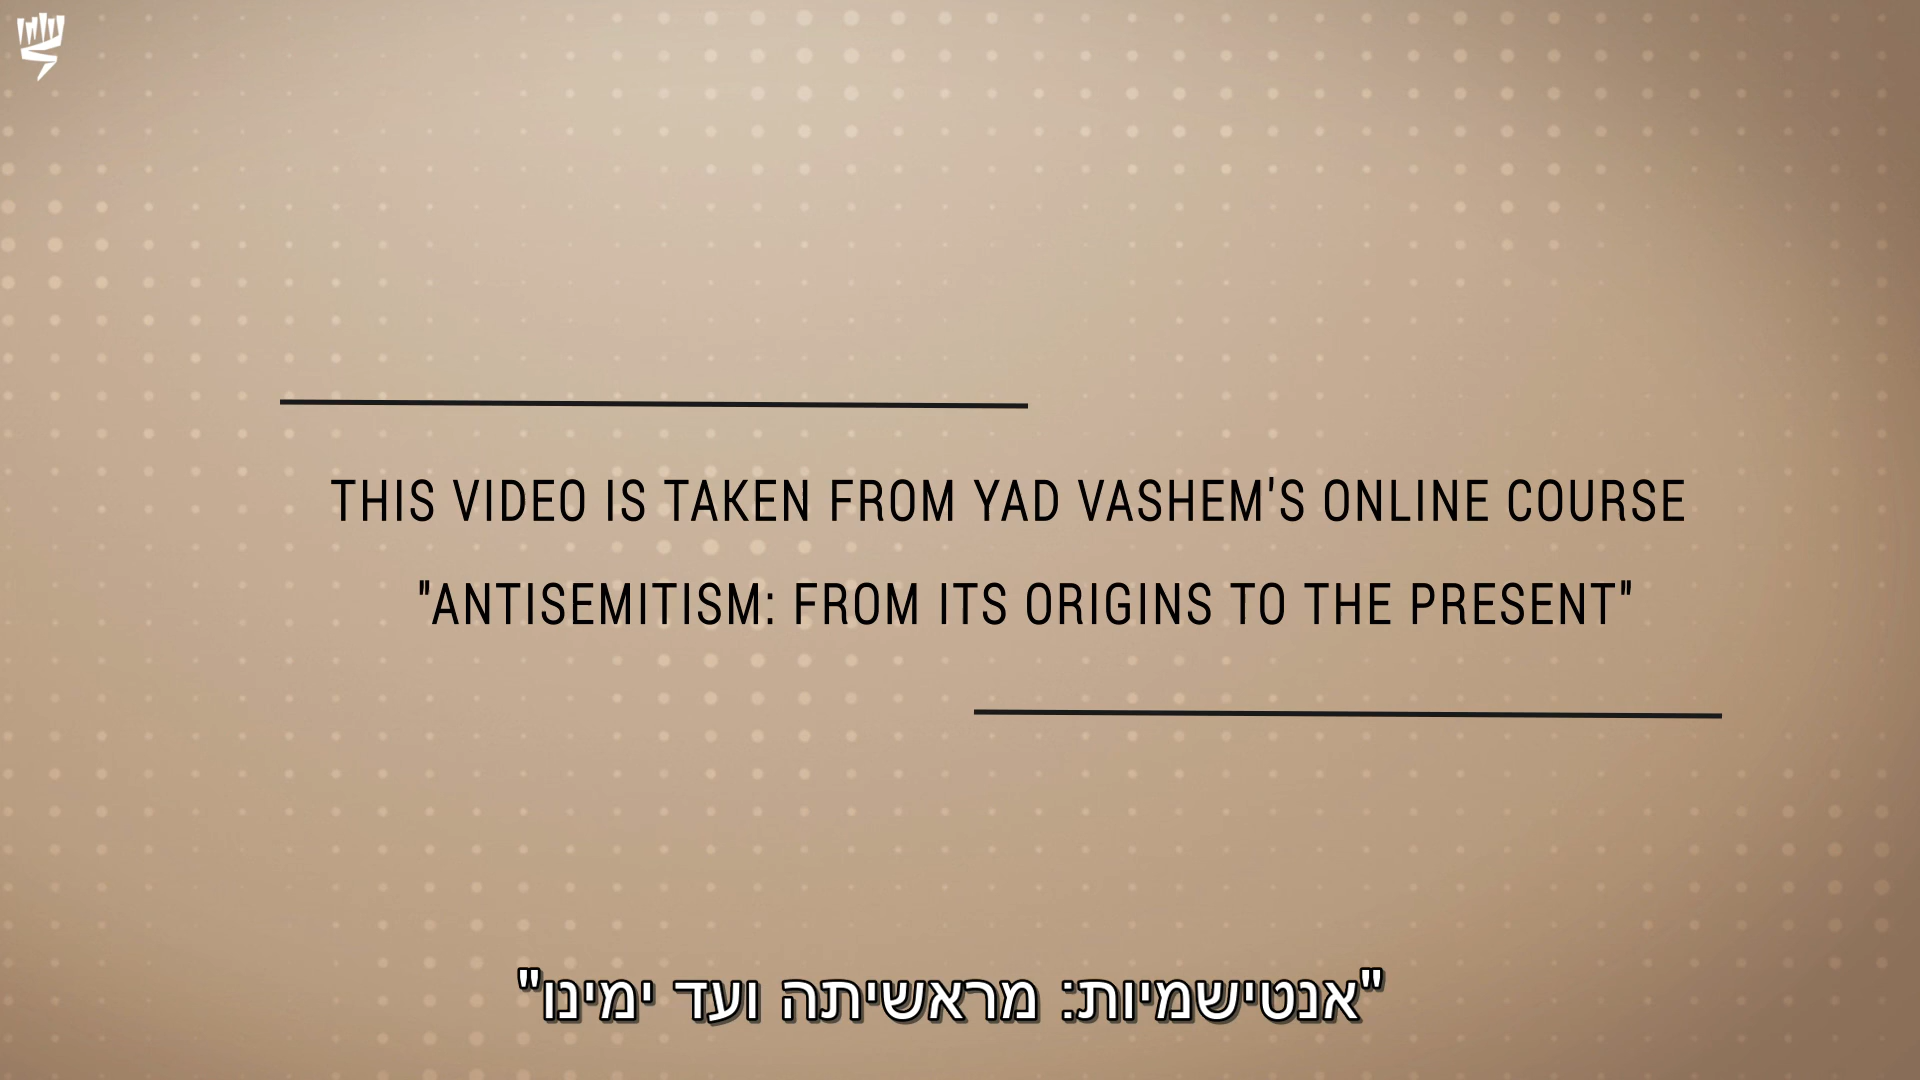 THIS VIDEO IS TAKEN FROM YAD VASHEM'S ONLINE COURSE
"ANTISEMITISM: FROM ITS ORIGINS TO THE PRESENT"
"אנטישמיות: מראשיתה ועד ימינו"